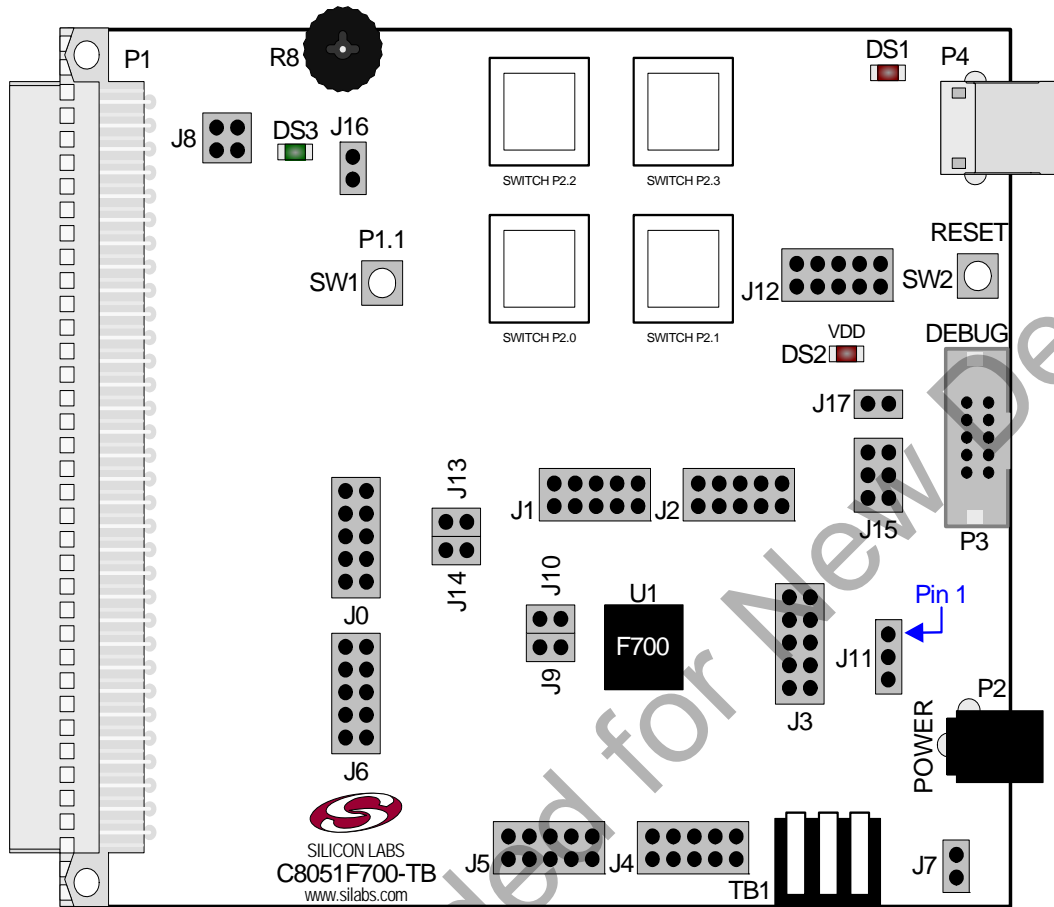 P1
R8
DS1
P4
J8
DS3
J16
SWITCH P2.2
SWITCH P2.3
P1.1
SW1
RESET
SW2
J12
SWITCH P2.0
SWITCH P2.1
VDD
DS2
DEBUG
J17
J13
J1
J2
J15
P3
J14
J10
J0
U1
F700
Pin 1
J9
J11
J3
P2
POWER
J6
SILICON LABS
C8051F700-TB
www.silabs.com
J5
J4
TB1
J7
for New De